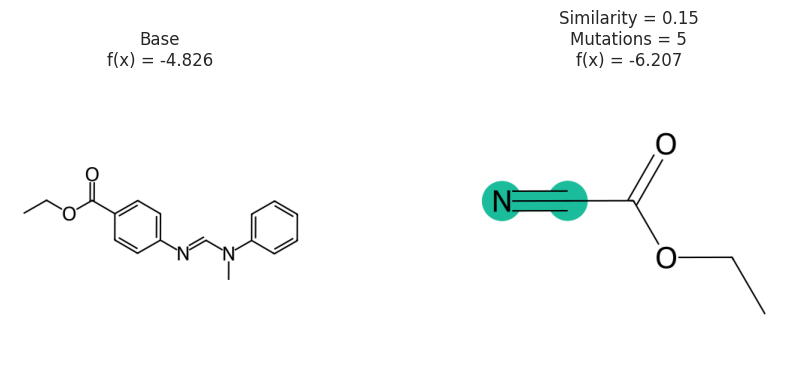 Base
f(x) = -4.826
Similarity = 0.15
Mutations = 5
f(x) = -6.207
O
O
N
N
N
O
O